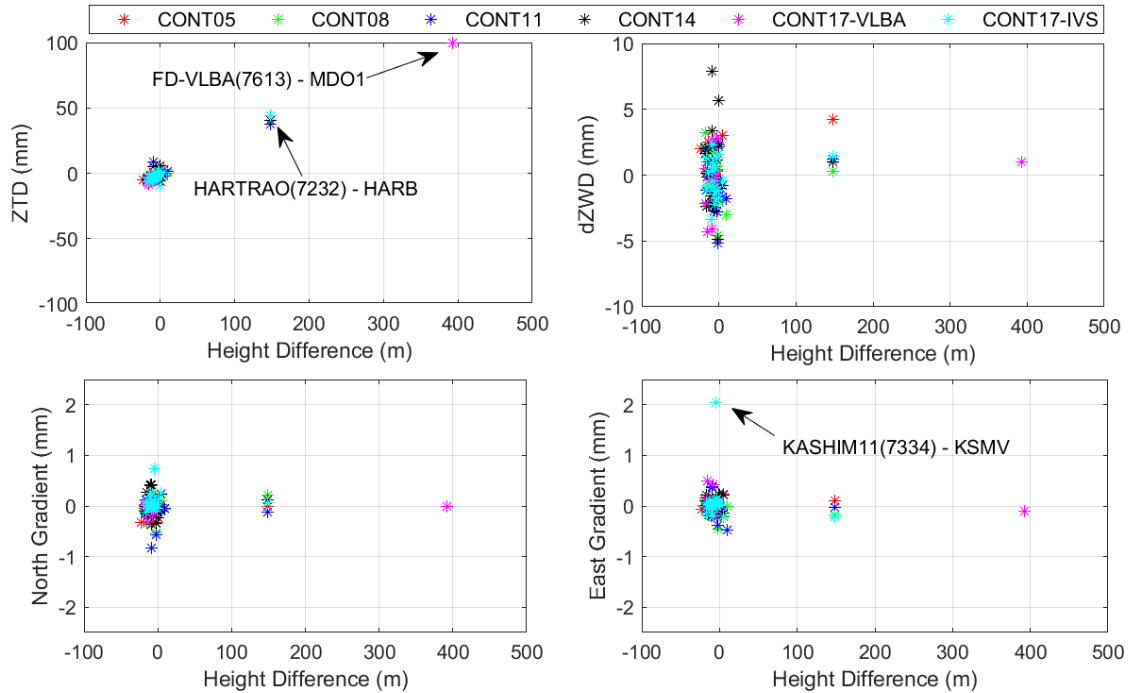 CONT05 CONT08 CONT11 CONT14 CONT17-VLBA CONT17-IVS
ZTD (mm)
100
50
0
-50
-100
FD-VLBA(7613) - MDO1
HARTRAO(7232) - HARB
-100 0 100 200 300 400 500
Height Difference (m)
dZWD (mm)
10
5
0
-5
-10
-100 0 100 200 300 400 500
Height Difference (m)
North Gradient (mm)
2
1
0
-1
-2
-100 0 100 200 300 400 500
Height Difference (m)
East Gradient (mm)
2
1
0
-1
-2
KASHIM11(7334) - KSMV
-100 0 100 200 300 400 500
Height Difference (m)